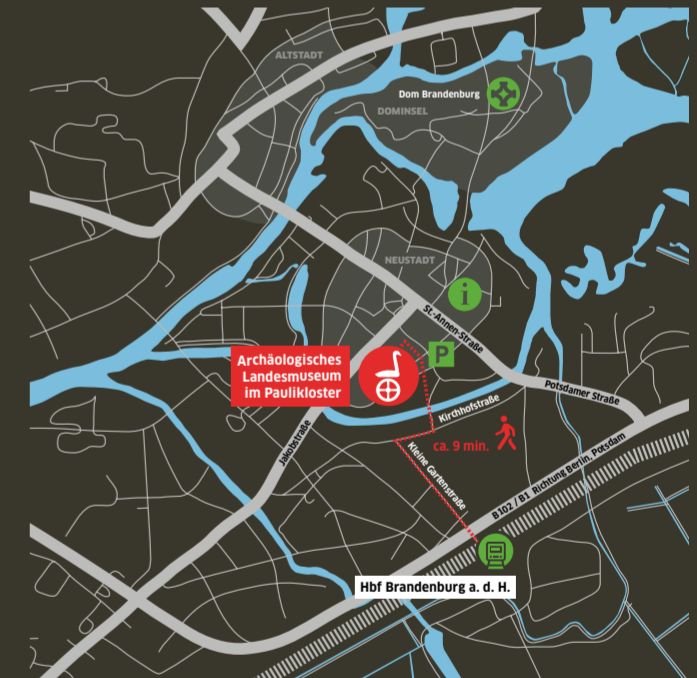 ALTSTADT
Dom Brandenburg
DOMINSEL
NEUSTADT
i
St.-Annen-Straße
P
Archäologisches
Landesmuseum
im Paulikloster
Potsdamer Straße
Kirchhofstraße
Jakobstraße
ca. 9 min.
Kleine Gartenstraße
B102 / B1 Richtung Berlin, Potsdam
Hbf Brandenburg a. d. H.